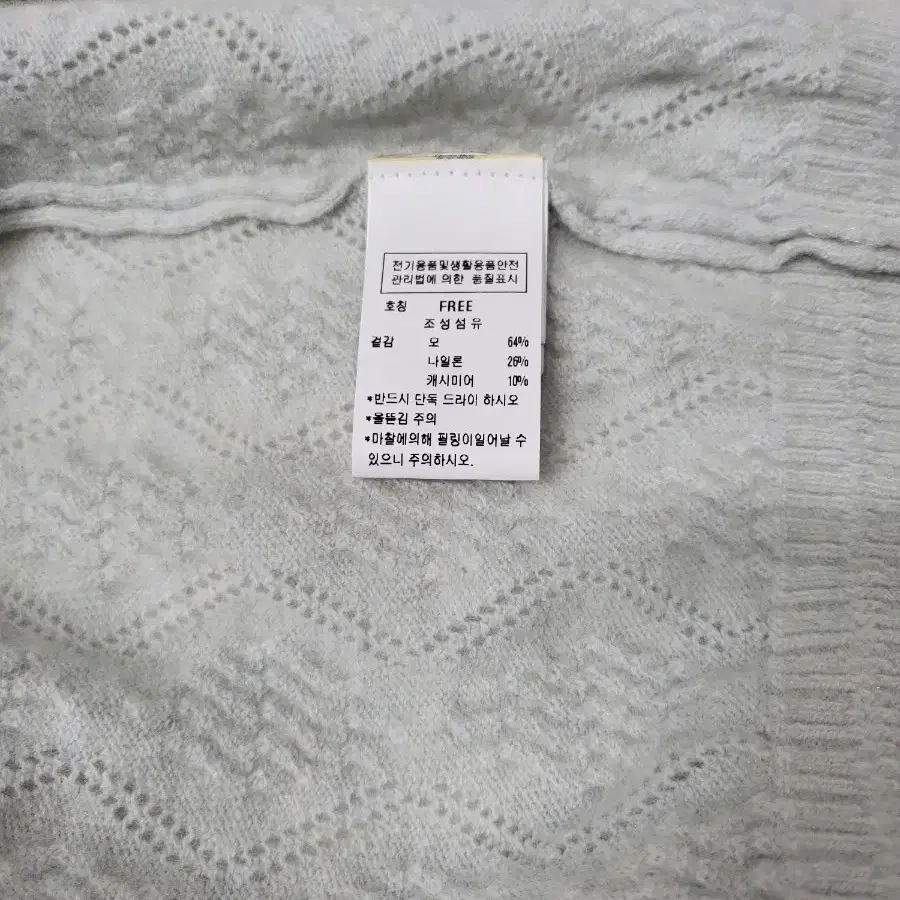 전기용품및생활용품안전
관리법에 의한 품질표시
호칭 FREE
조성섬유
겉감 모 64%
나일론 26%
캐시미어 10%
*반드시 단독 드라이 하시오
*올뜯김 주의
*마찰에의해 필링이일어날 수
있으니 주의하시오.